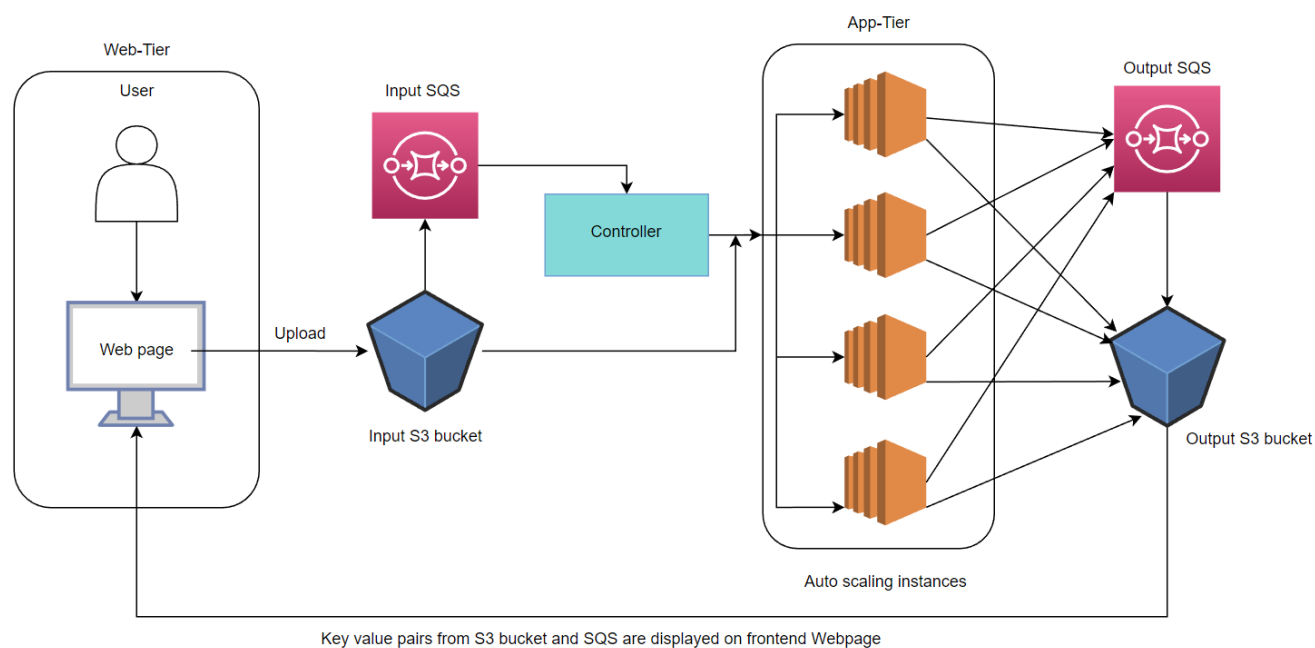 App-Tier
Web-Tier
User
Input SQS
Output SQS
Controller
Upload
Web page
Input S3 bucket
Output S3 bucket
Auto scaling instances
Key value pairs from S3 bucket and SQS are displayed on frontend Webpage